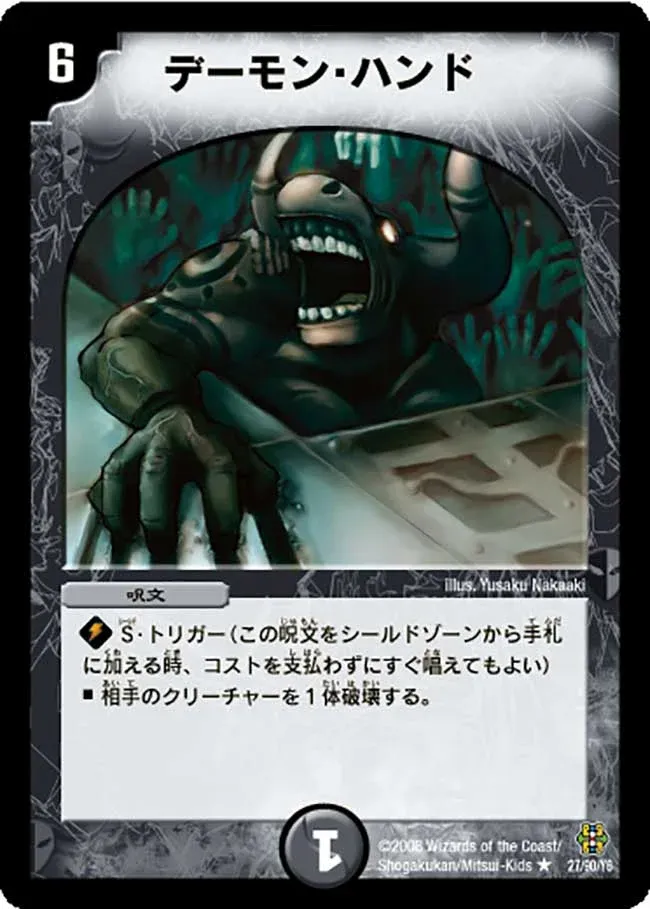 6
デーモン・ハンド
illus. Yusaku Nakaaki
呪文
S・トリガー（この呪文をシールドゾーンから手札
に加える時、コストを支払わずにすぐ唱えてもよい）
■ 相手のクリーチャーを１体破壊する。
1
©2008 Wizards of the Coast/
Shogakukan/Mitsui-Kids ★ 27/90/Y6